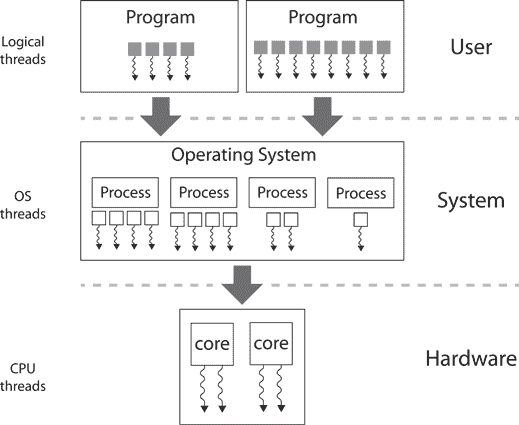 Program
Program
Logical
threads
User
Operating System
Process
Process
Process
Process
OS
threads
System
core
core
CPU
threads
Hardware